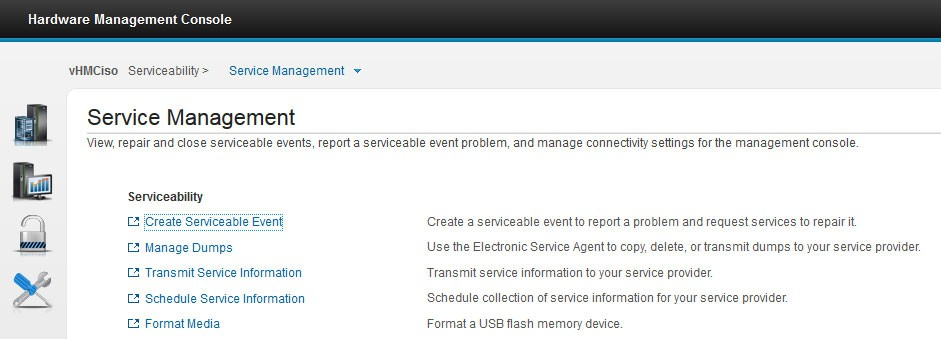 Hardware Management Console
vHMCiso Serviceability > Service Management
Service Management
View, repair and close serviceable events, report a serviceable event problem, and manage connectivity settings for the management console.
Serviceability
Create Serviceable Event Create a serviceable event to report a problem and request services to repair it.
Manage Dumps Use the Electronic Service Agent to copy, delete, or transmit dumps to your service provider.
Transmit Service Information Transmit service information to your service provider.
Schedule Service Information Schedule collection of service information for your service provider.
Format Media Format a USB flash memory device.